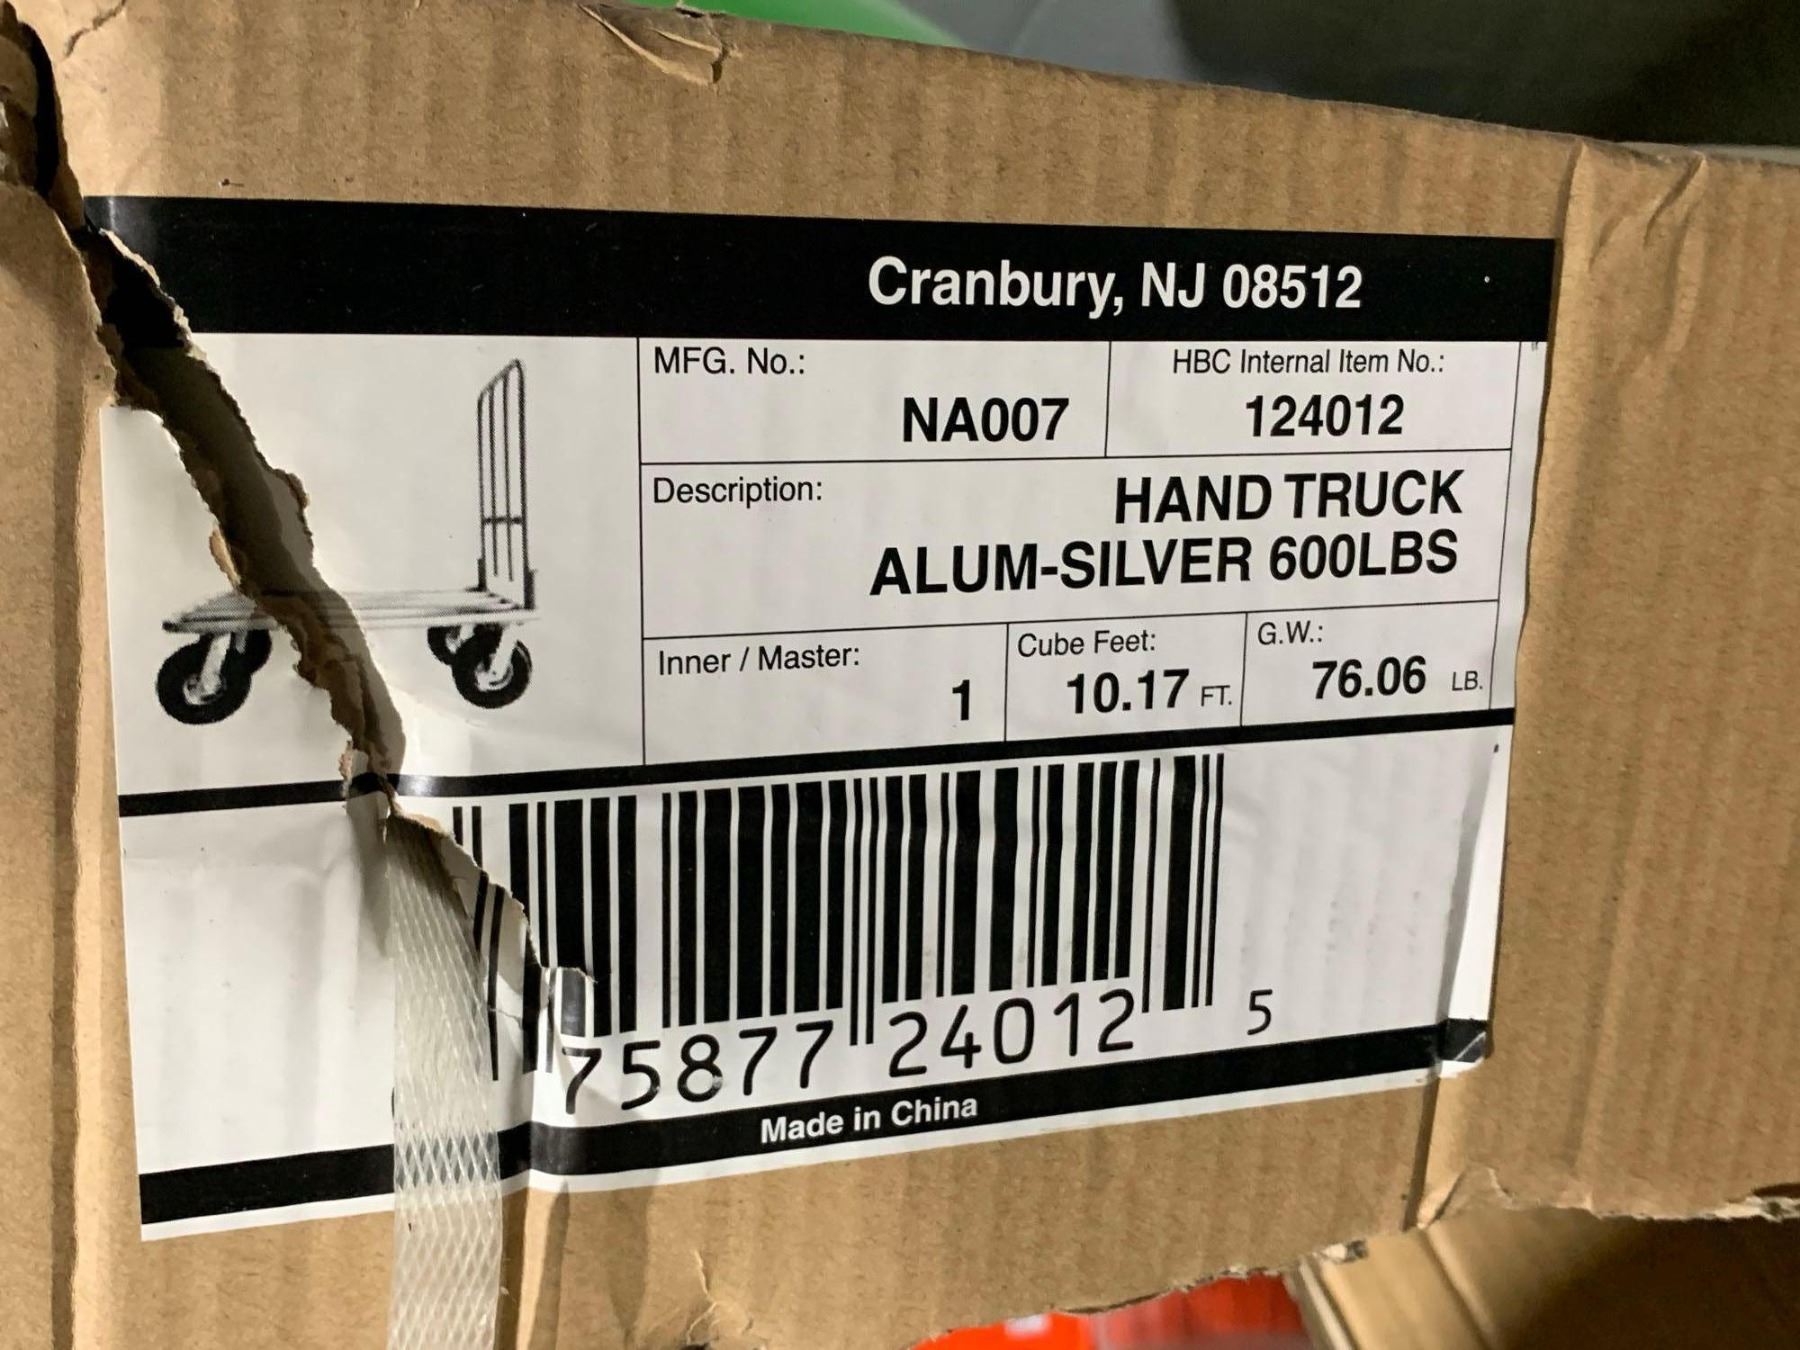 Cranbury, NJ 08512
MFG. No.:
NA007
HBC Internal Item No.:
124012
Description:
HAND TRUCK
ALUM-SILVER 600LBS
Inner / Master:
1
Cube Feet:
10.17 FT.
G.W.:
76.06 LB.
75877 24012 5
Made in China